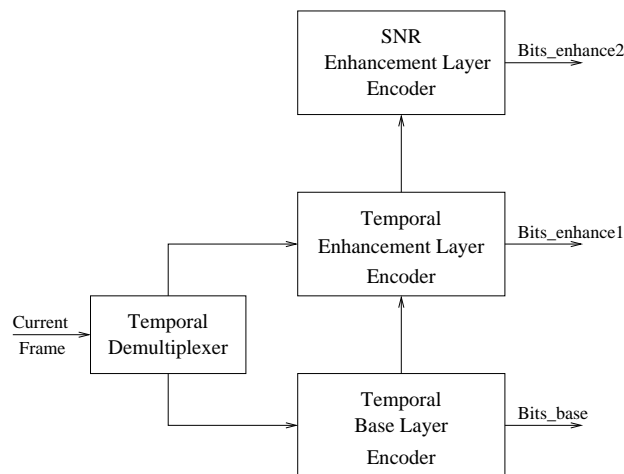 SNR
Enhancement Layer
Encoder
Bits_enhance2
Temporal
Enhancement Layer
Encoder
Bits_enhance1
Current
Frame
Temporal
Demultiplexer
Temporal
Base Layer
Encoder
Bits_base